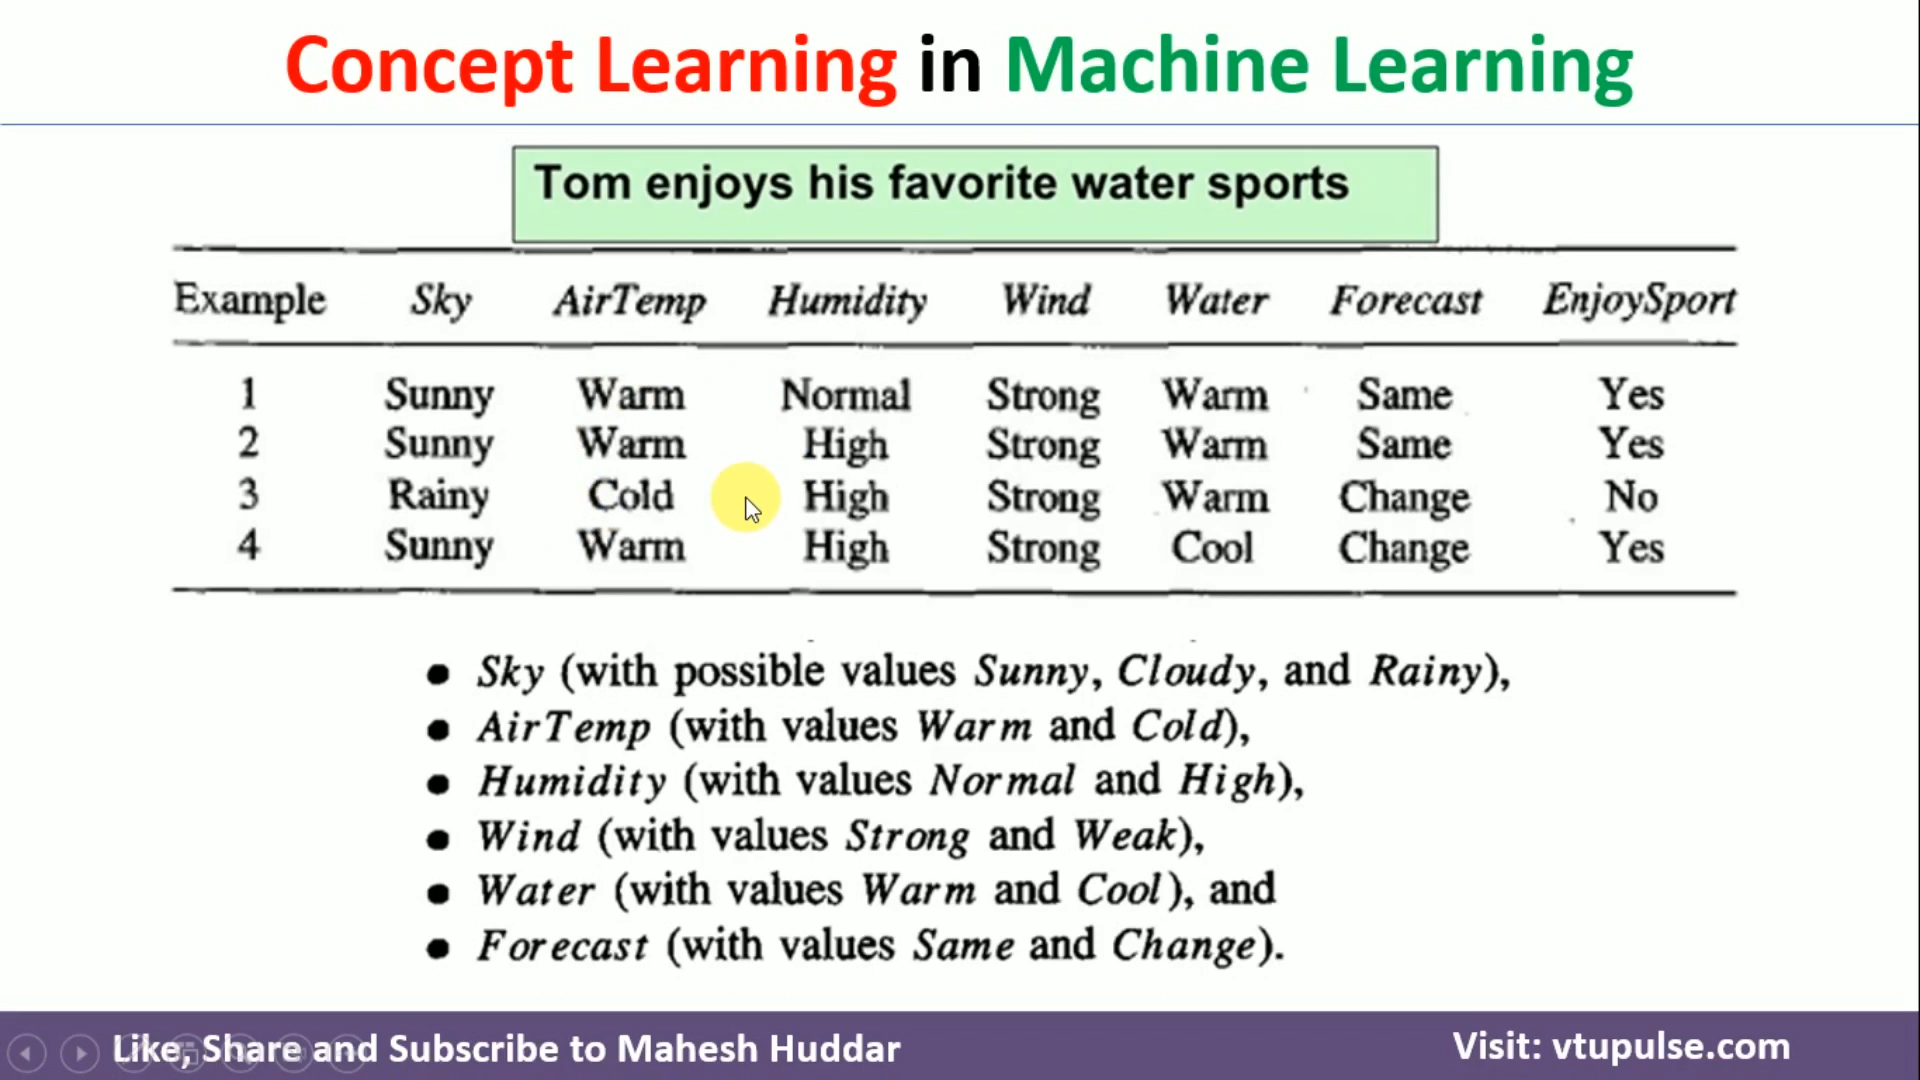 Concept Learning in Machine Learning
Tom enjoys his favorite water sports
Example Sky AirTemp Humidity Wind Water Forecast EnjoySport
1 Sunny Warm Normal Strong Warm Same Yes
2 Sunny Warm High Strong Warm Same Yes
3 Rainy Cold High Strong Warm Change No
4 Sunny Warm High Strong Cool Change Yes
• Sky (with possible values Sunny, Cloudy, and Rainy),
• AirTemp (with values Warm and Cold),
• Humidity (with values Normal and High),
• Wind (with values Strong and Weak),
• Water (with values Warm and Cool), and
• Forecast (with values Same and Change).
Like, Share and Subscribe to Mahesh Huddar
Visit: vtupulse.com